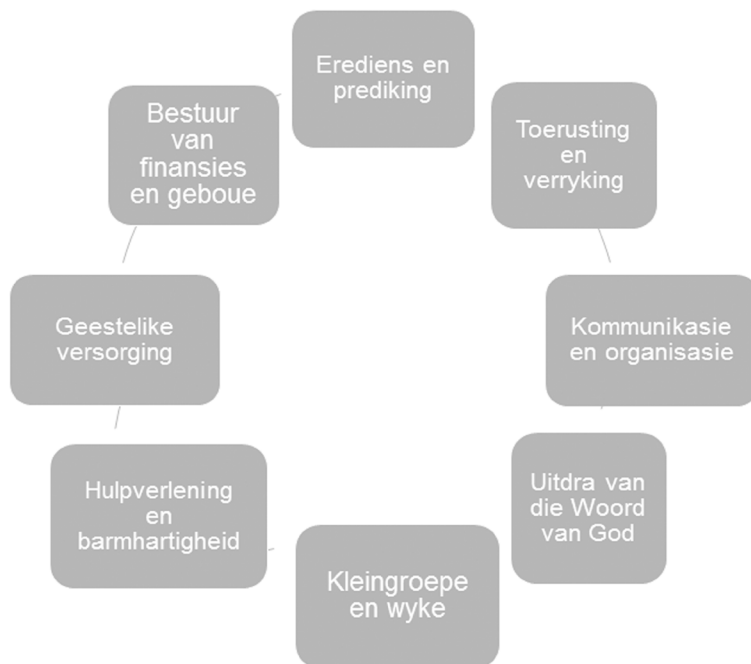 Erediens en
prediking
Toerusting
en
verryking
Kommunikasie
en organisasie
Uitdra van
die Woord
van God
Kleingroepe
en wyke
Hulpverlening
en
barmhartigheid
Geestelike
versorging
Bestuur
van
finansies
en geboue